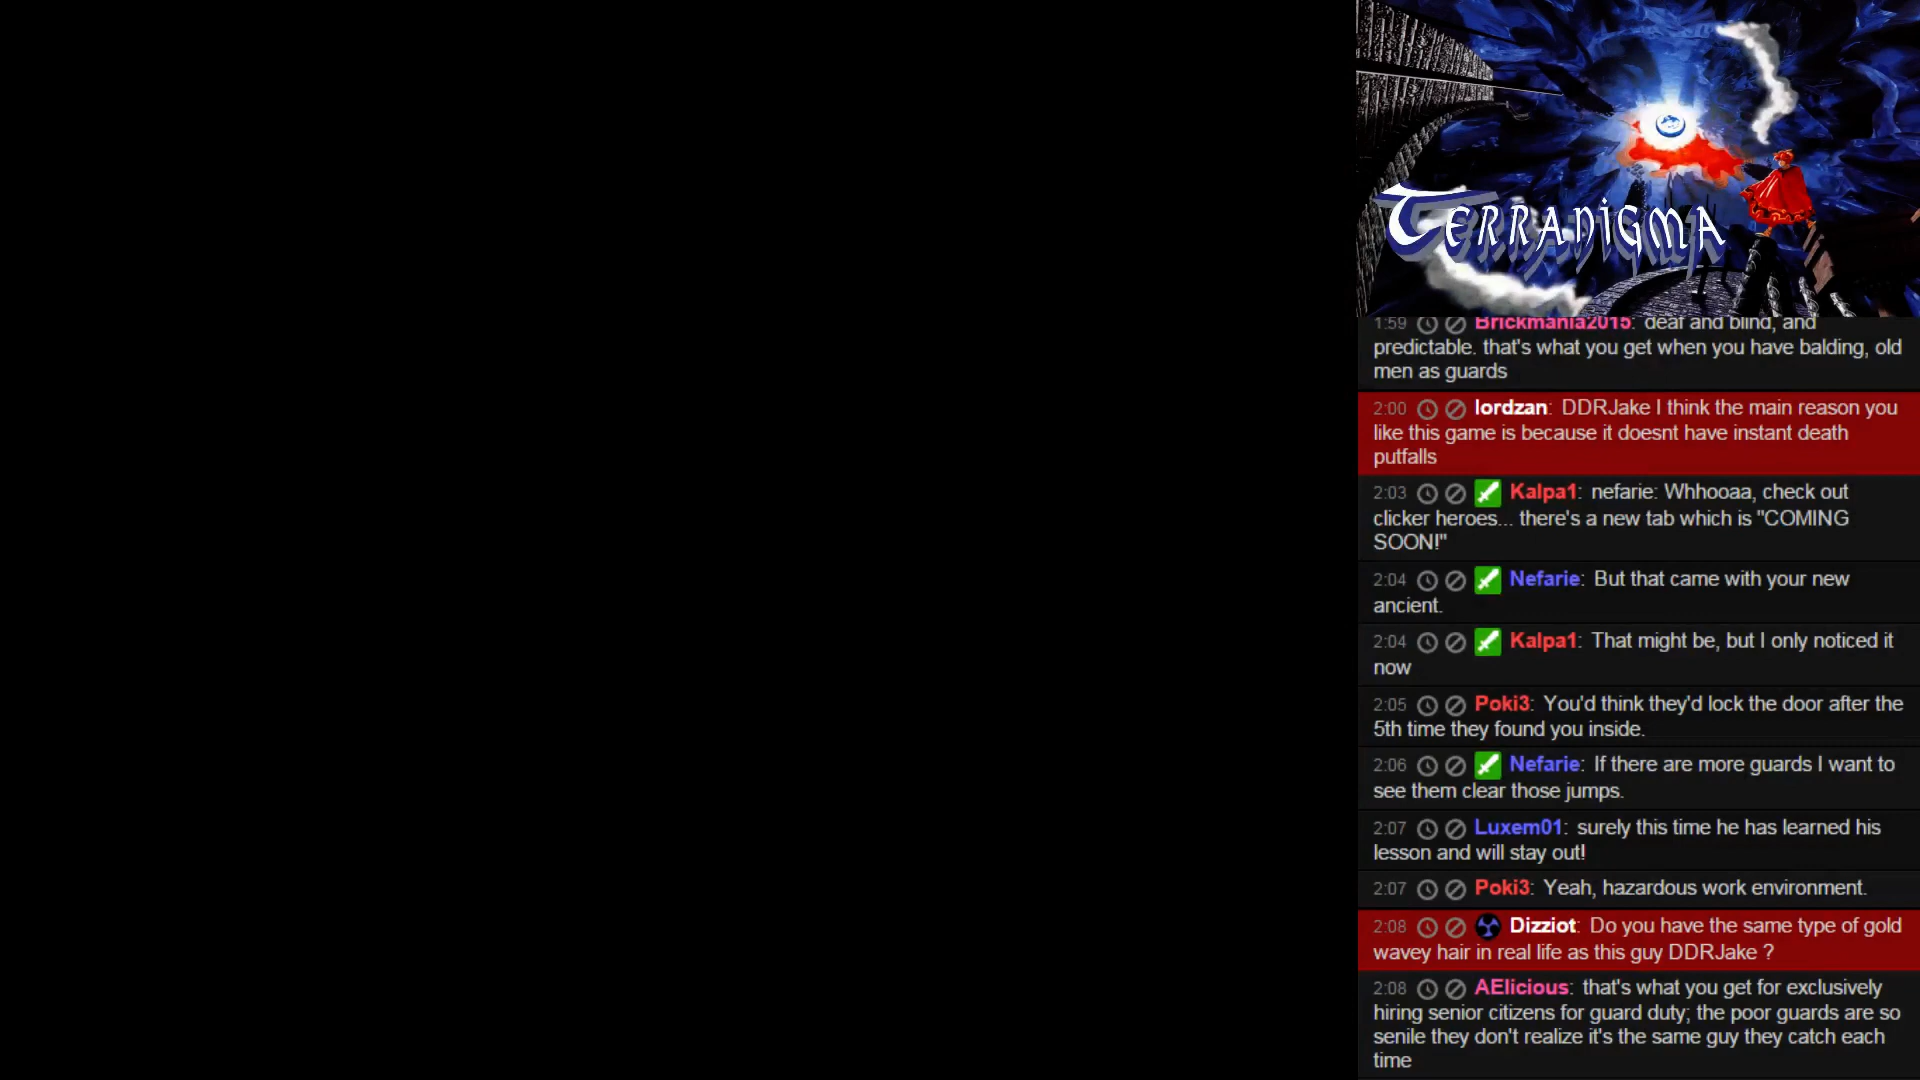 TERRANIGMA
1:59 Brickmania2015: deaf and blind, and
predictable. that's what you get when you have balding, old
men as guards
2:00 lordzan: DDRJake I think the main reason you
like this game is because it doesnt have instant death
putfalls
2:03 Kalpa1: nefarie: Whhooaa, check out
clicker heroes... there's a new tab which is "COMING
SOON!"
2:04 Nefarie: But that came with your new
ancient.
2:04 Kalpa1: That might be, but I only noticed it
now
2:05 Poki3: You'd think they'd lock the door after the
5th time they found you inside.
2:06 Nefarie: If there are more guards I want to
see them clear those jumps.
2:07 Luxem01: surely this time he has learned his
lesson and will stay out!
2:07 Poki3: Yeah, hazardous work environment.
2:08 Dizziot: Do you have the same type of gold
wavey hair in real life as this guy DDRJake ?
2:08 AElicious: that's what you get for exclusively
hiring senior citizens for guard duty; the poor guards are so
senile they don't realize it's the same guy they catch each
time